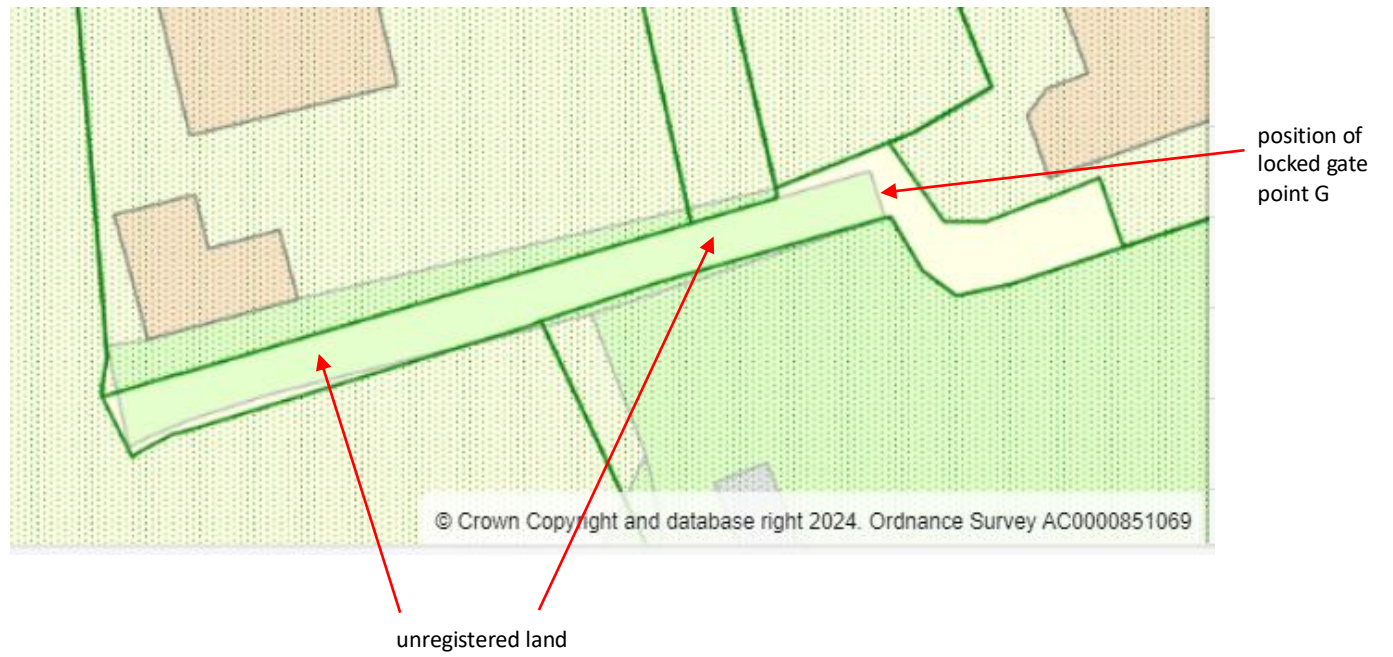 position of
locked gate
point G
© Crown Copyright and database right 2024. Ordnance Survey AC0000851069
unregistered land